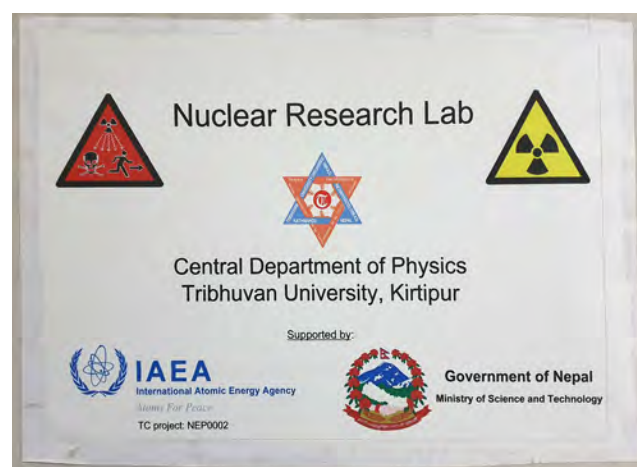 Nuclear Research Lab
Central Department of Physics
Tribhuvan University, Kirtipur
Supported by:
IAEA
International Atomic Energy Agency
Atoms For Peace
TC project: NEP0002
Government of Nepal
Ministry of Science and Technology